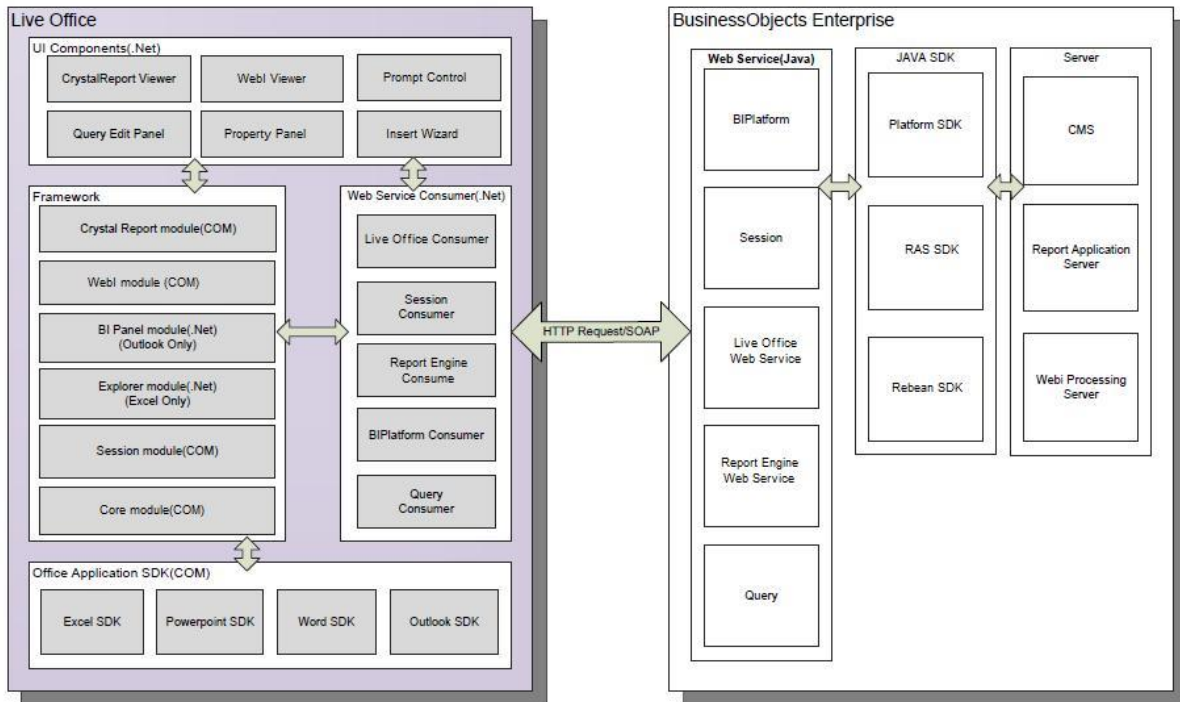 Live Office
UI Components(.Net)
CrystalReport Viewer
WebI Viewer
Prompt Control
Query Edit Panel
Property Panel
Insert Wizard
Framework
Crystal Report module(COM)
WebI module (COM)
BI Panel module(.Net)
(Outlook Only)
Explorer module(.Net)
(Excel Only)
Session module(COM)
Core module(COM)
Web Service Consumer(.Net)
Live Office Consumer
Session
Consumer
Report Engine
Consume
BIPlatform Consumer
Query
Consumer
Office Application SDK(COM)
Excel SDK
Powerpoint SDK
Word SDK
Outlook SDK
HTTP Request/SOAP
BusinessObjects Enterprise
Web Service(Java)
BIPlatform
Session
Live Office
Web Service
Report Engine
Web Service
Query
JAVA SDK
Platform SDK
RAS SDK
Rebean SDK
Server
CMS
Report Application
Server
Webi Processing
Server